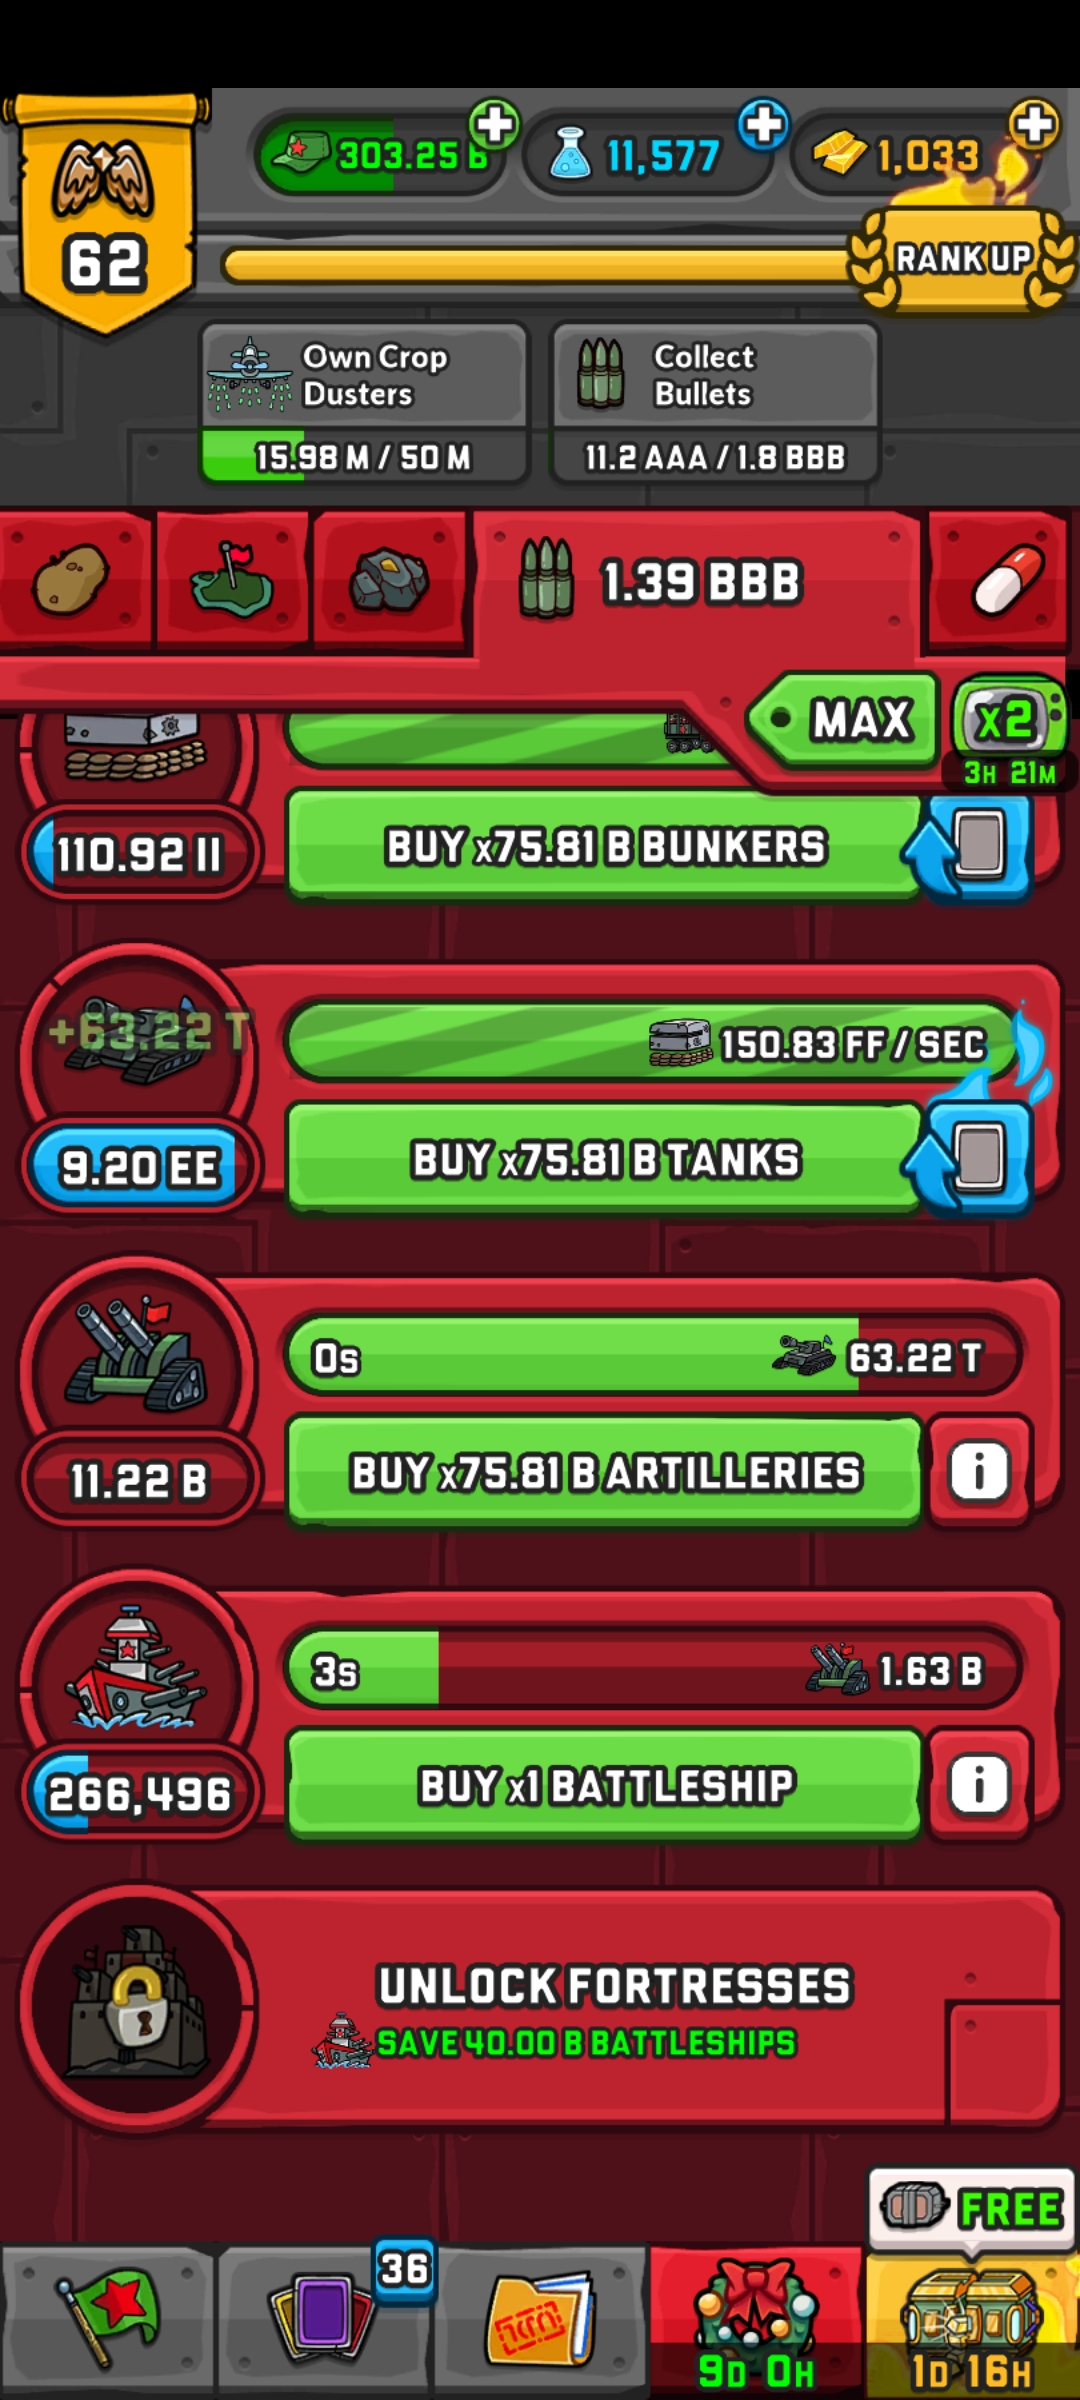 62
303.25 B
11,577
1,033
RANK UP
Own Crop
Dusters
15.98 M / 50 M
Collect
Bullets
11.2 AAA / 1.8 BBB
1.39 BBB
MAX
x2
3H 21M
110.92 II
BUY x75.81 B BUNKERS
+63.22 T
150.83 FF / SEC
9.20 EE
BUY x75.81 B TANKS
0s
63.22 T
11.22 B
BUY x75.81 B ARTILLERIES
i
3s
1.63 B
266,496
BUY x1 BATTLESHIP
i
UNLOCK FORTRESSES
SAVE 40.00 B BATTLESHIPS
FREE
36
9D 0H
1D 16H